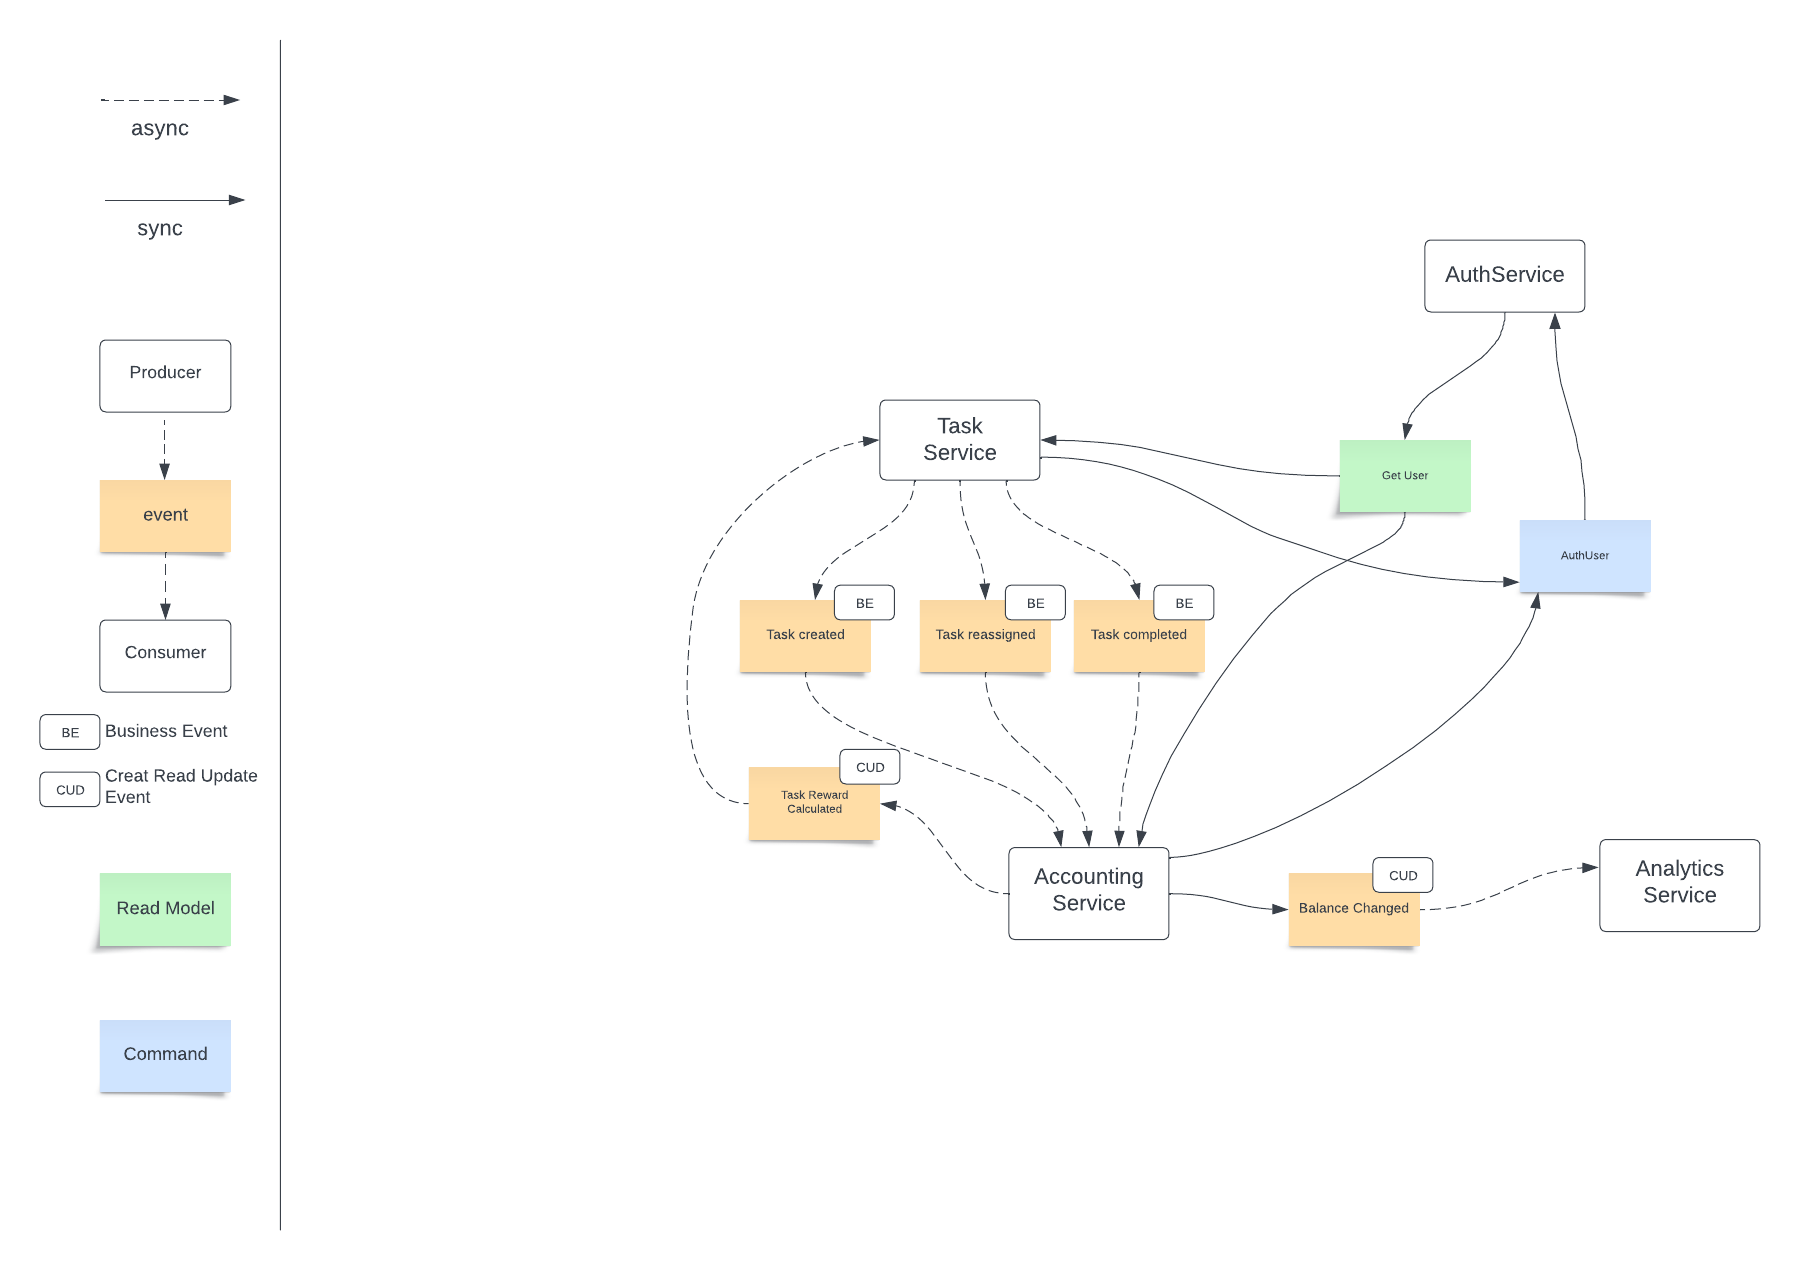 async
sync
Producer
event
Consumer
BE
Business Event
CUD
Creat Read Update
Event
Read Model
Command
AuthService
Task
Service
Get User
AuthUser
BE
Task created
BE
Task reassigned
BE
Task completed
CUD
Task Reward
Calculated
Accounting
Service
CUD
Balance Changed
Analytics
Service